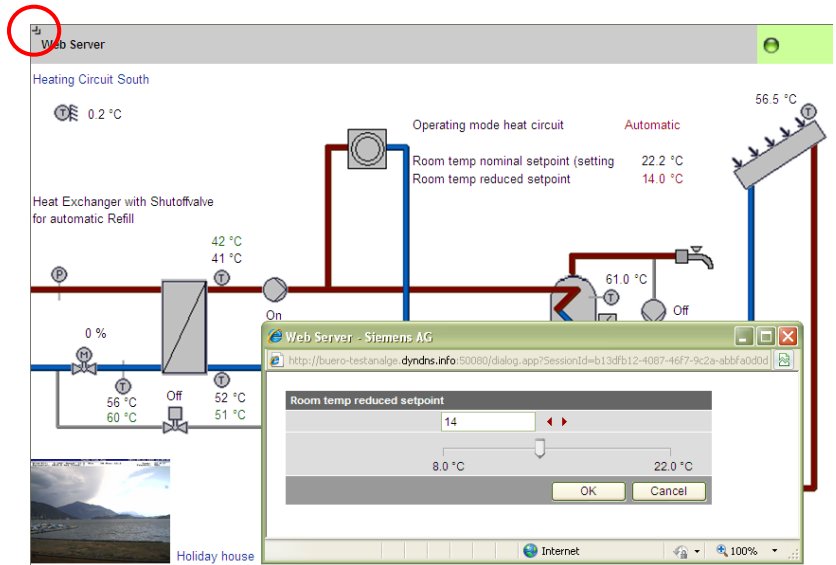 Web Server
Heating Circuit South
56.5 °C
T
T 0.2 °C
Operating mode heat circuit Automatic
Room temp nominal setpoint (setting 22.2 °C
Room temp reduced setpoint 14.0 °C
Heat Exchanger with Shutoffvalve
for automatic Refill
42 °C
41 °C
P
T
61.0 °C
T
On
Off
0 %
M
T
T
56 °C
60 °C
Off
52 °C
51 °C
Web Server - Siemens AG
http://buero-testanalge.dyndns.info:50080/dialog.app?SessionId=b13dfb12-4087-46f7-9c2a-abbfa0d0d
Room temp reduced setpoint
14
8.0 °C 22.0 °C
OK Cancel
Internet 100%
Holiday house